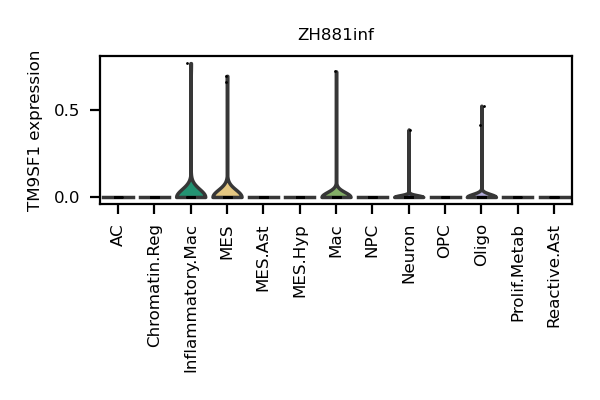 ZH881inf
TM9SF1 expression
0.5
0.0
AC
Chromatin.Reg
Inflammatory.Mac
MES
MES.Ast
MES.Hyp
Mac
NPC
Neuron
OPC
Oligo
Prolif.Metab
Reactive.Ast